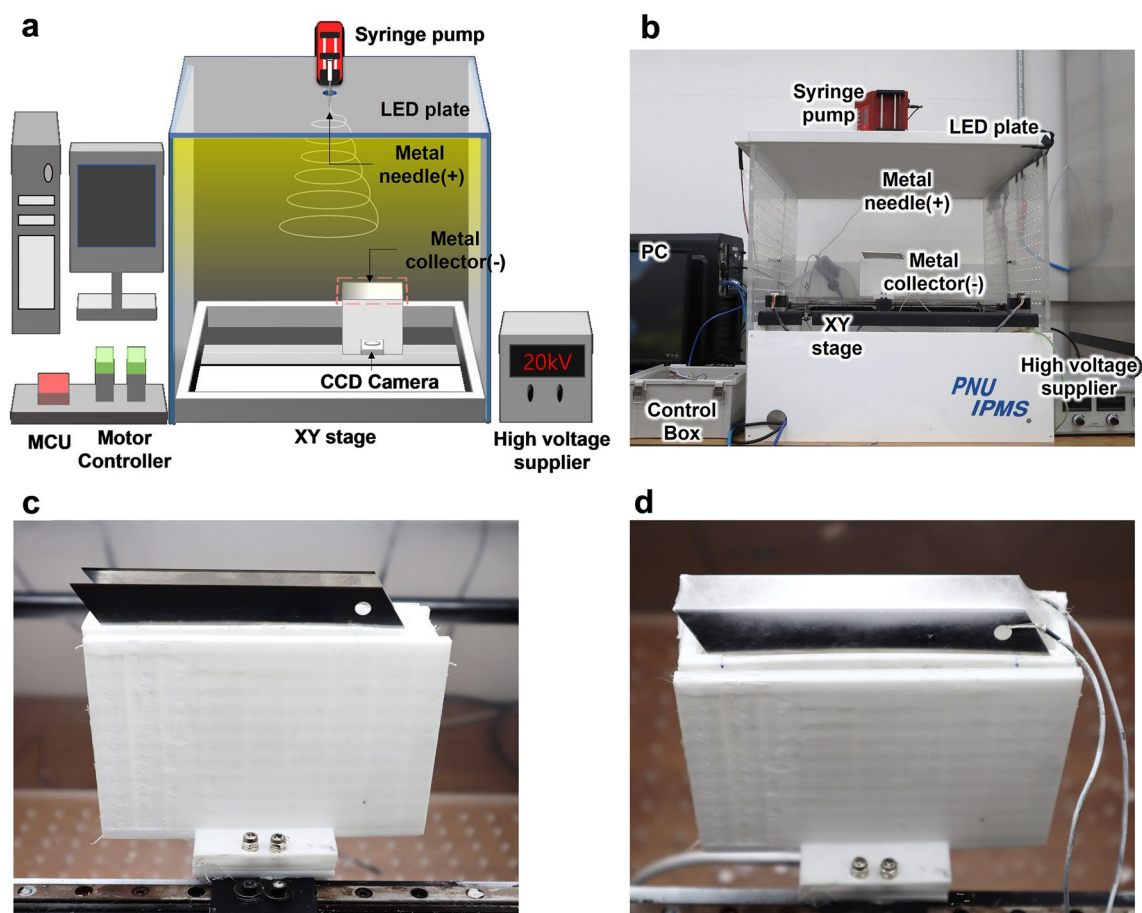 a
Syringe pump
LED plate
Metal
needle(+)
Metal
collector(-)
CCD Camera
20kV
MCU
Motor
Controller
XY stage
High voltage
supplier
b
Syringe
pump
LED plate
Metal
needle(+)
PC
Metal
collector(-)
XY
stage
High voltage
supplier
PNU
IPMS
Control
Box
c
d